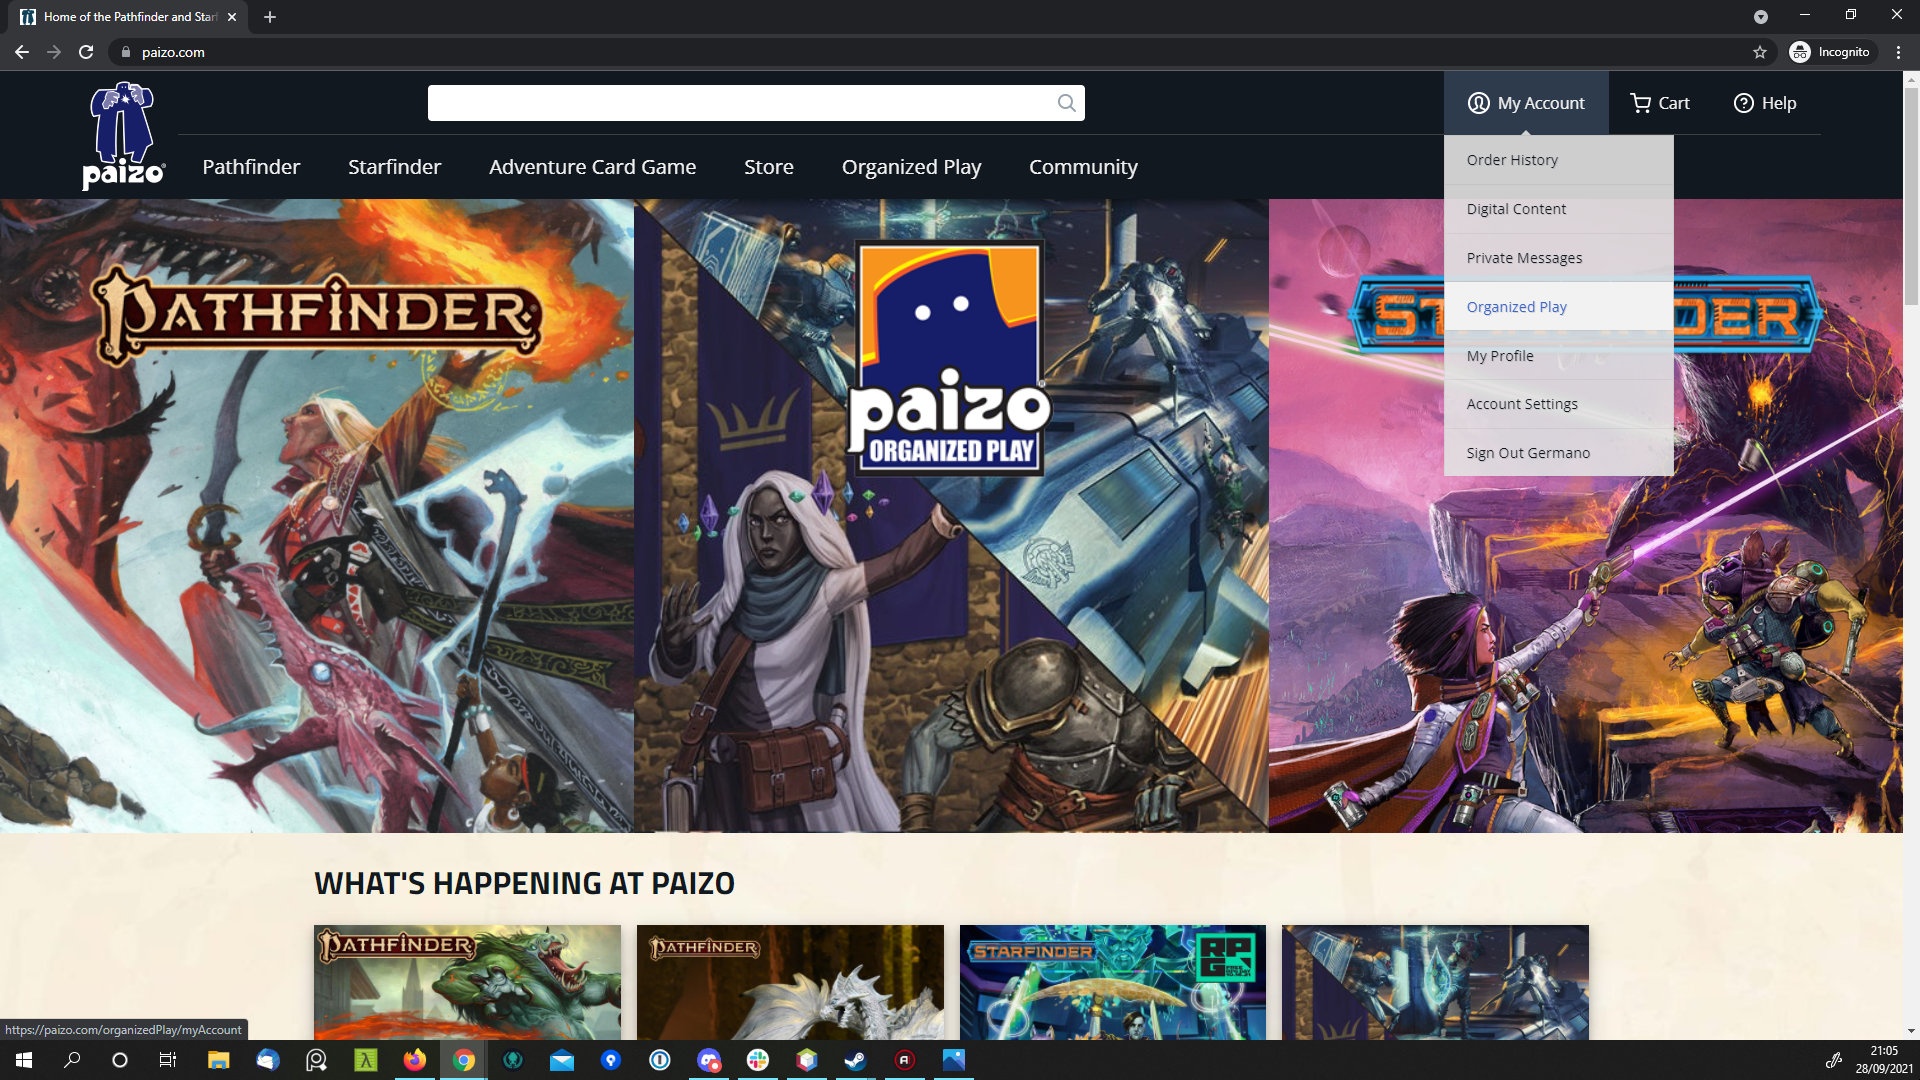 Home of the Pathfinder and Starf
paizo.com
Incognito
My Account
Cart
Help
paizo
Pathfinder
Starfinder
Adventure Card Game
Store
Organized Play
Community
Order History
Digital Content
Private Messages
Organized Play
My Profile
Account Settings
Sign Out Germano
PATHFINDER
paizo
ORGANIZED PLAY
ST
DER
WHAT'S HAPPENING AT PAIZO
PATHFINDER
PATHFINDER
STARFINDER
RPG
https://paizo.com/organizedPlay/myAccount
21:05
28/09/2021